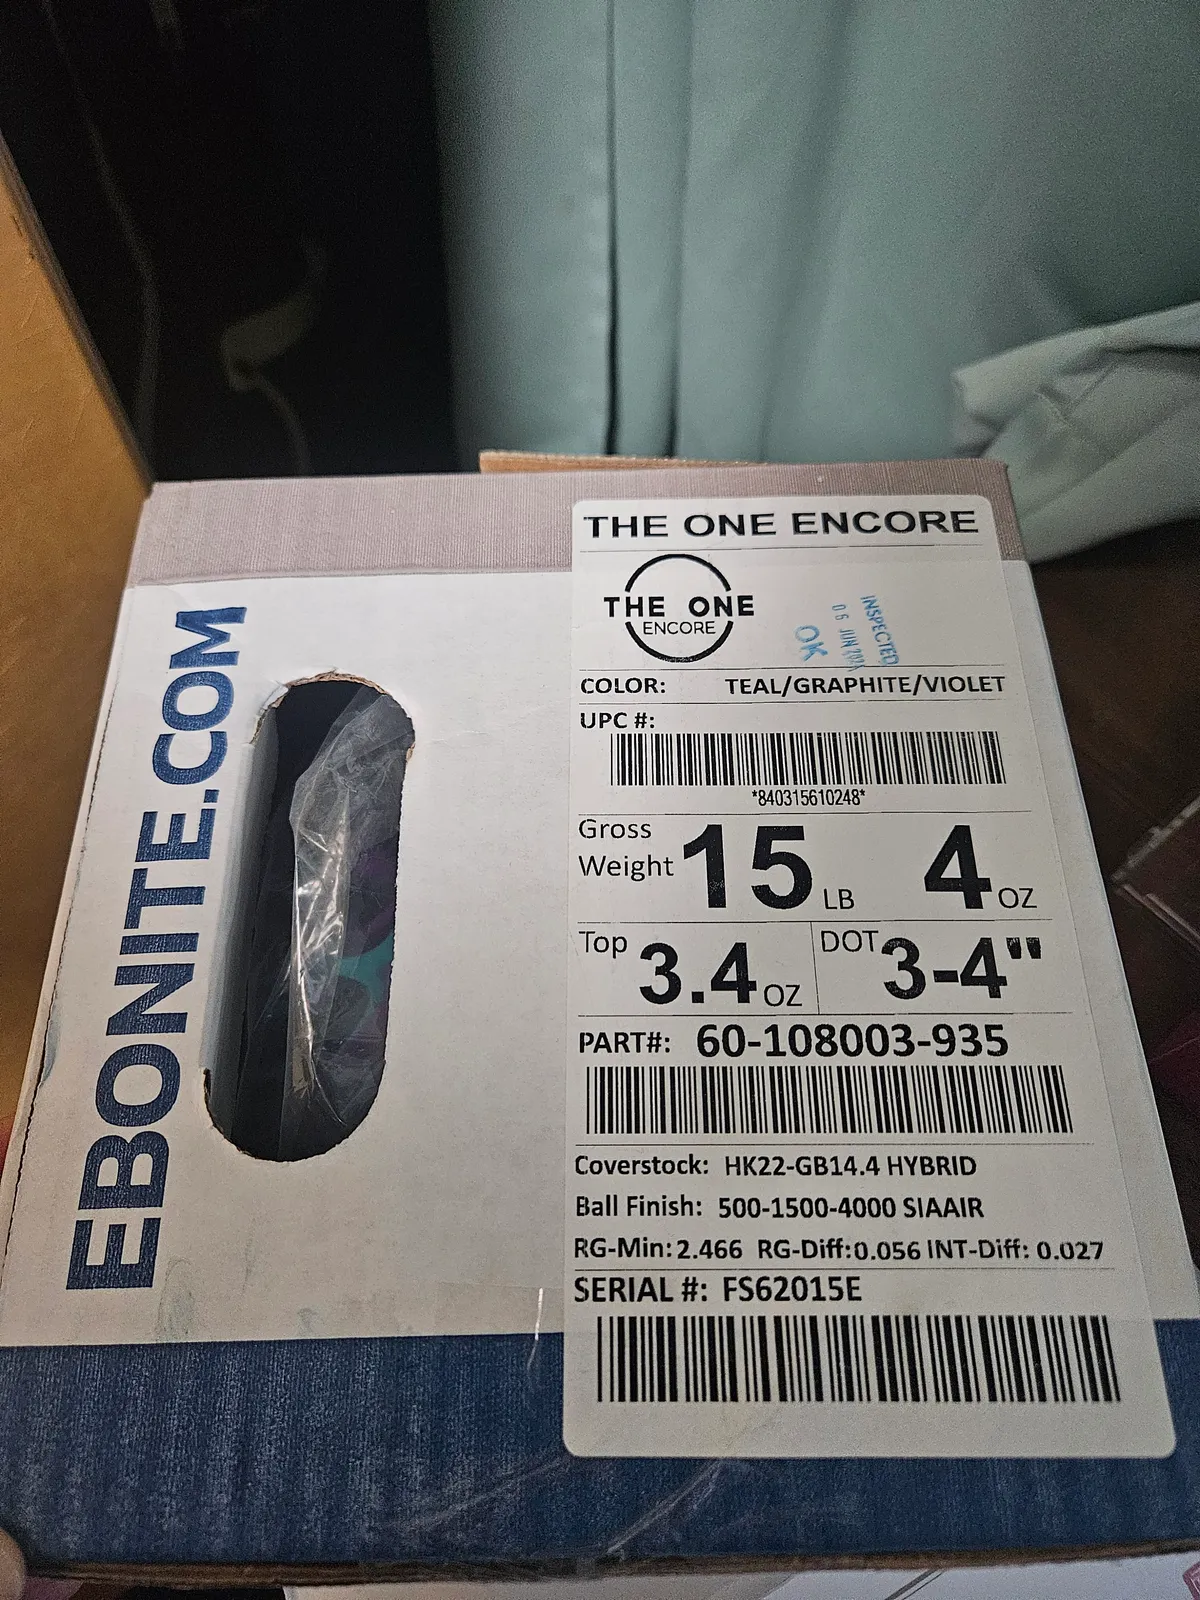 EBONITE.COM
THE ONE ENCORE
THE ONE
ENCORE
OK
06 JUN
INSPECTED
COLOR: TEAL/GRAPHITE/VIOLET
UPC #:
*840315610248*
Gross
Weight 15 LB 4 OZ
Top 3.4 OZ DOT 3-4"
PART#: 60-108003-935
Coverstock: HK22-GB14.4 HYBRID
Ball Finish: 500-1500-4000 SIAAIR
RG-Min: 2.466 RG-Diff: 0.056 INT-Diff: 0.027
SERIAL #: FS62015E